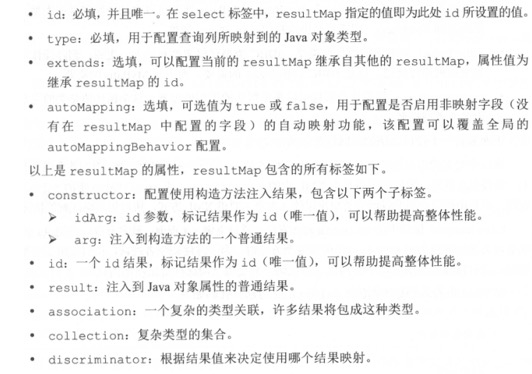 • id：必填，并且唯一。在 select 标签中，resultMap 指定的值即为此处 id 所设置的值。
• type：必填，用于配置查询列所映射到的 Java 对象类型。
• extends：选填，可以配置当前的 resultMap 继承自其他的 resultMap，属性值为
继承 resultMap 的 id。
• autoMapping：选填，可选值为 true 或 false，用于配置是否启用非映射字段（没
有在 resultMap 中配置的字段）的自动映射功能，该配置可以覆盖全局的
autoMappingBehavior 配置。
以上是 resultMap 的属性，resultMap 包含的所有标签如下。
• constructor：配置使用构造方法注入结果，包含以下两个子标签。
➢ idArg：id 参数，标记结果作为 id（唯一值），可以帮助提高整体性能。
➢ arg：注入到构造方法的一个普通结果。
• id：一个 id 结果，标记结果作为 id（唯一值），可以帮助提高整体性能。
• result：注入到 Java 对象属性的普通结果。
• association：一个复杂的类型关联，许多结果将包成这种类型。
• collection：复杂类型的集合。
• discriminator：根据结果值来决定使用哪个结果映射。